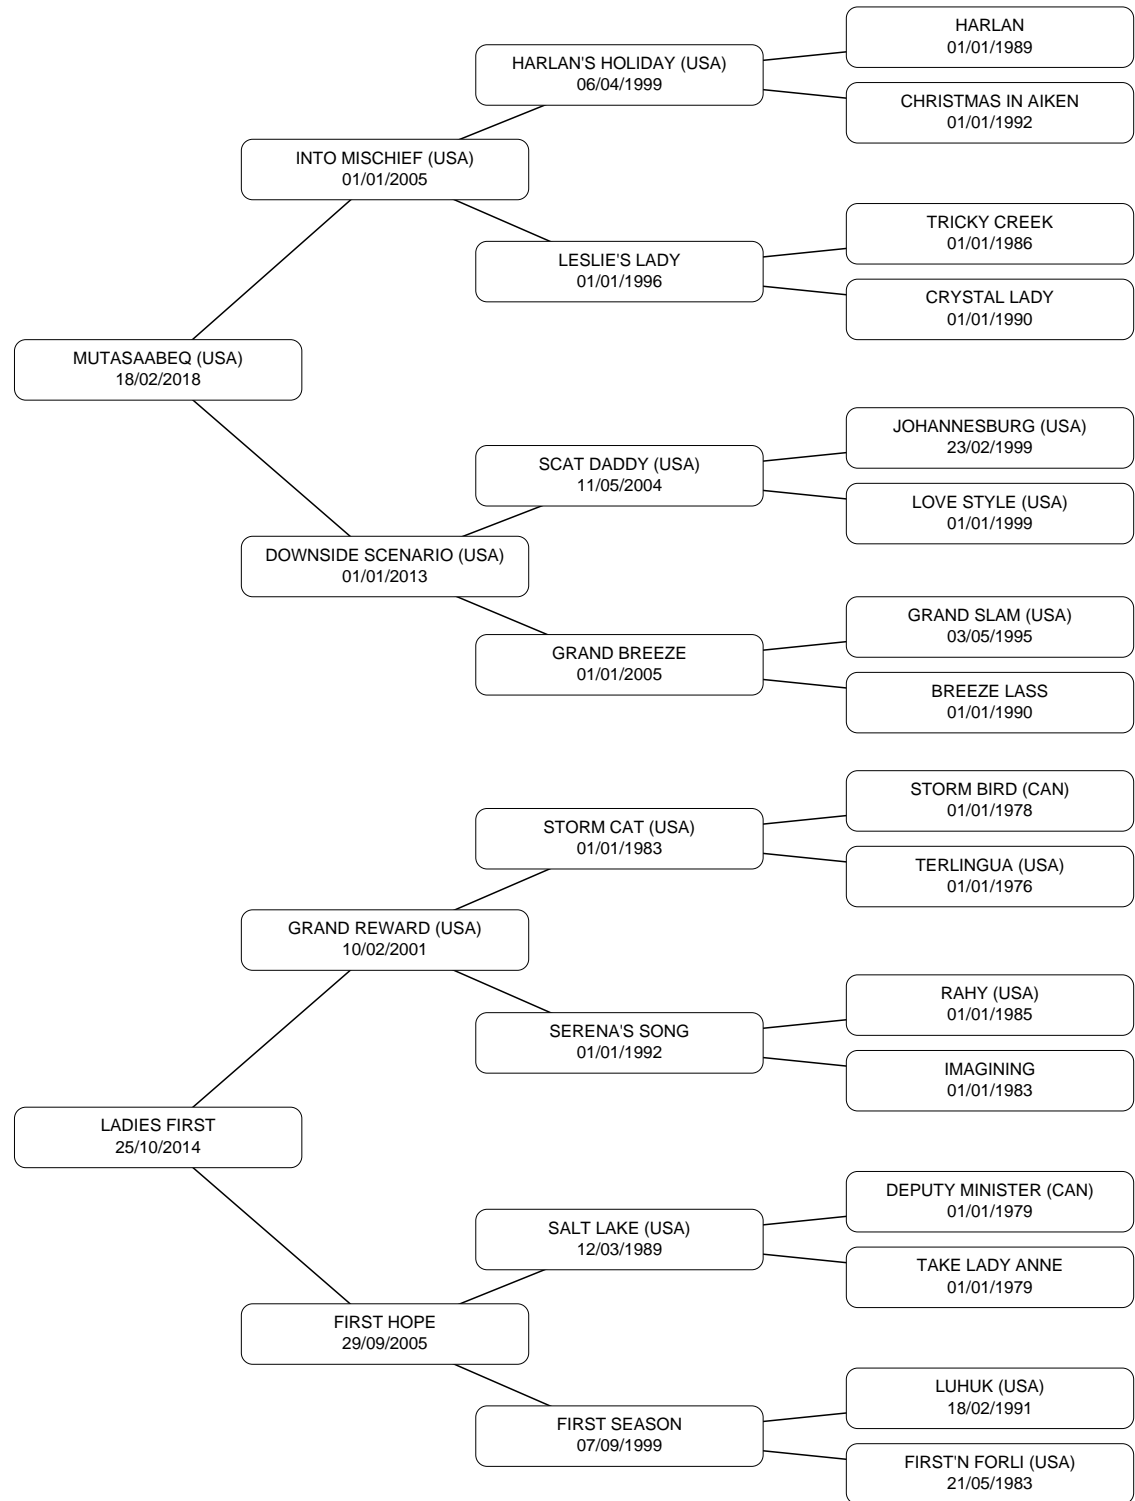 HARLAN
01/01/1989
HARLAN'S HOLIDAY (USA)
06/04/1999
CHRISTMAS IN AIKEN
01/01/1992
INTO MISCHIEF (USA)
01/01/2005
TRICKY CREEK
01/01/1986
LESLIE'S LADY
01/01/1996
CRYSTAL LADY
01/01/1990
MUTASAABEQ (USA)
18/02/2018
JOHANNESBURG (USA)
23/02/1999
SCAT DADDY (USA)
11/05/2004
LOVE STYLE (USA)
01/01/1999
DOWNSIDE SCENARIO (USA)
01/01/2013
GRAND SLAM (USA)
03/05/1995
GRAND BREEZE
01/01/2005
BREEZE LASS
01/01/1990
STORM BIRD (CAN)
01/01/1978
STORM CAT (USA)
01/01/1983
TERLINGUA (USA)
01/01/1976
GRAND REWARD (USA)
10/02/2001
RAHY (USA)
01/01/1985
SERENA'S SONG
01/01/1992
IMAGINING
01/01/1983
LADIES FIRST
25/10/2014
DEPUTY MINISTER (CAN)
01/01/1979
SALT LAKE (USA)
12/03/1989
TAKE LADY ANNE
01/01/1979
FIRST HOPE
29/09/2005
LUHUK (USA)
18/02/1991
FIRST SEASON
07/09/1999
FIRST'N FORLI (USA)
21/05/1983